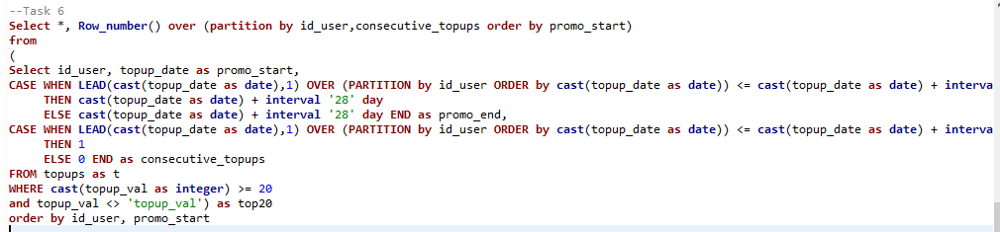 --Task 6
Select *, Row_number() over (partition by id_user,consecutive_topups order by promo_start)
from
(
Select id_user, topup_date as promo_start,
CASE WHEN LEAD(cast(topup_date as date),1) OVER (PARTITION by id_user ORDER by cast(topup_date as date)) <= cast(topup_date as date) + interva
THEN cast(topup_date as date) + interval '28' day
ELSE cast(topup_date as date) + interval '28' day END as promo_end,
CASE WHEN LEAD(cast(topup_date as date),1) OVER (PARTITION by id_user ORDER by cast(topup_date as date)) <= cast(topup_date as date) + interva
THEN 1
ELSE 0 END as consecutive_topups
FROM topups as t
WHERE cast(topup_val as integer) >= 20
and topup_val <> 'topup_val') as top20
order by id_user, promo_start